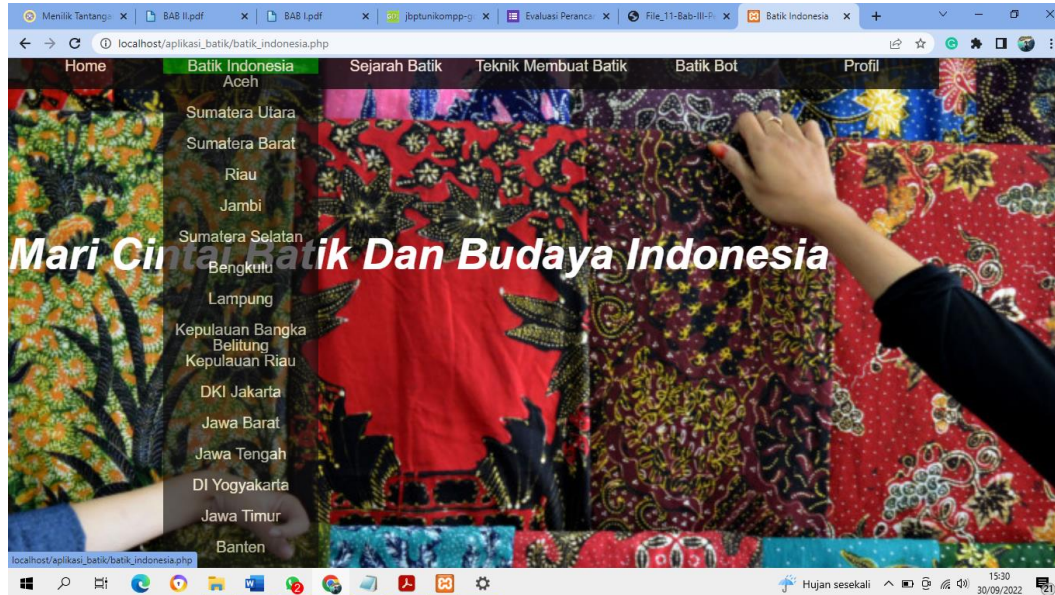 Menilik Tantanga
BAB II.pdf
BAB I.pdf
jbptunikompp-g
Evaluasi Peranca
File_11-Bab-III-P
Batik Indonesia
localhost/aplikasi_batik/batik_indonesia.php
Home
Batik Indonesia
Sejarah Batik
Teknik Membuat Batik
Batik Bot
Profil
Aceh
Sumatera Utara
Sumatera Barat
Riau
Jambi
Sumatera Selatan
Mari Cintai Batik Dan Budaya Indonesia
Bengkulu
Lampung
Kepulauan Bangka
Belitung
Kepulauan Riau
DKI Jakarta
Jawa Barat
Jawa Tengah
DI Yogyakarta
Jawa Timur
Banten
localhost/aplikasi_batik/batik_indonesia.php
Hujan sesekali
15:30
30/09/2022
21